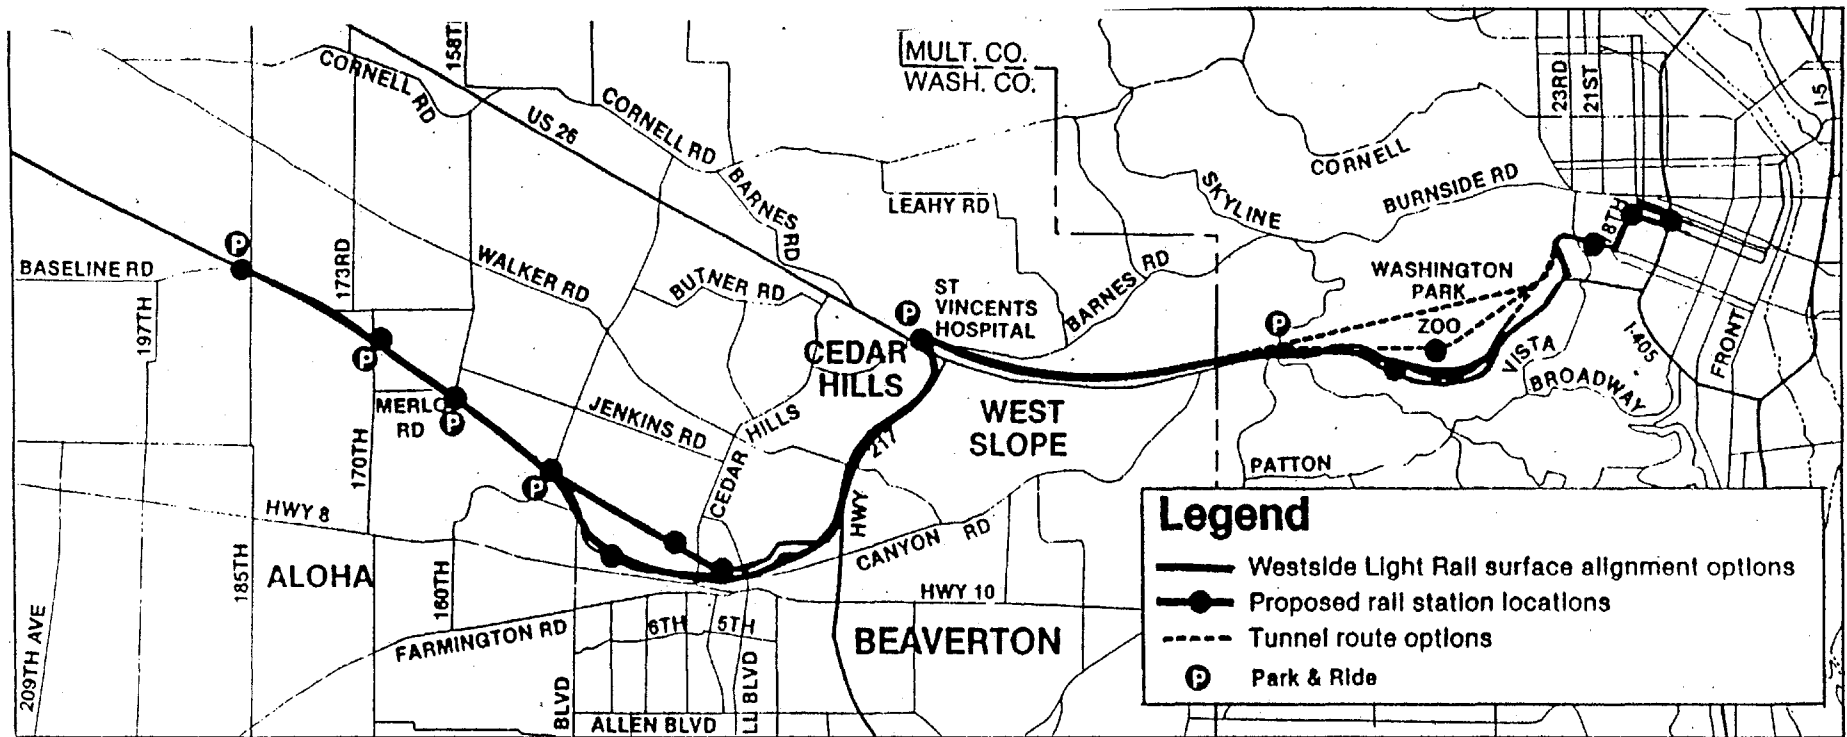 158T
MULT. CO.
WASH. CO.
CORNELL RD
23RD
21ST
I-5
US 26
CORNELL RD
BARNES RD
CORNELL
SKYLINE
BURNSIDE RD
LEAHY RD
18TH
P
BASELINE RD
173RD
WALKER RD
BUTNER RD
BARNES RD
WASHINGTON
PARK
ZOO
197TH
P
P
ST
VINCENTS
HOSPITAL
P
CEDAR
HILLS
VISTA
I-405
FRONT
BROADWAY
MERLO
RD
P
JENKINS RD
CEDAR HILLS
217
WEST
SLOPE
170TH
P
HWY
PATTON
HWY 8
CANYON RD
185TH
ALOHA
160TH
HWY 10
FARMINGTON RD
6TH
5TH
BEAVERTON
209TH AVE
BLVD
LL BLVD
ALLEN BLVD
Legend
Westside Light Rail surface alignment options
Proposed rail station locations
Tunnel route options
P Park & Ride